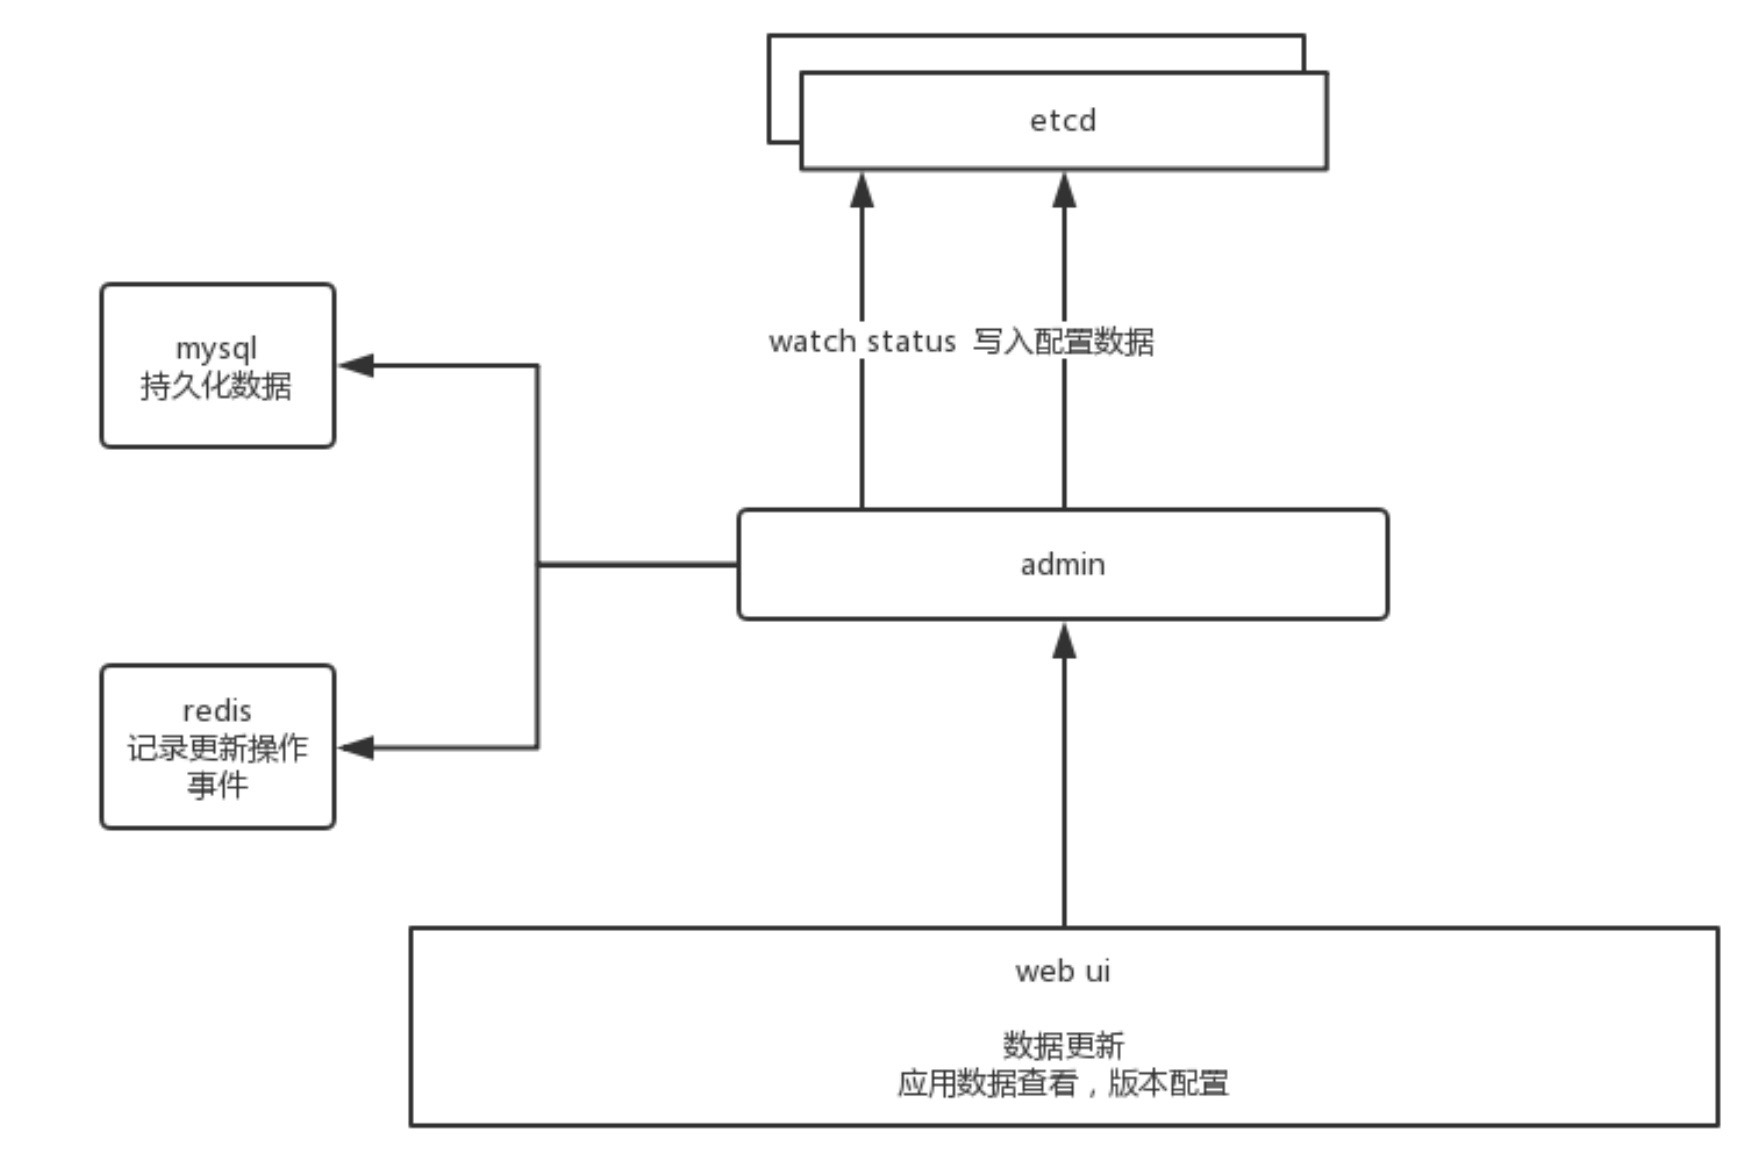 etcd
watch status 写入配置数据
mysql
持久化数据
admin
redis
记录更新操作
事件
web ui
数据更新
应用数据查看，版本配置